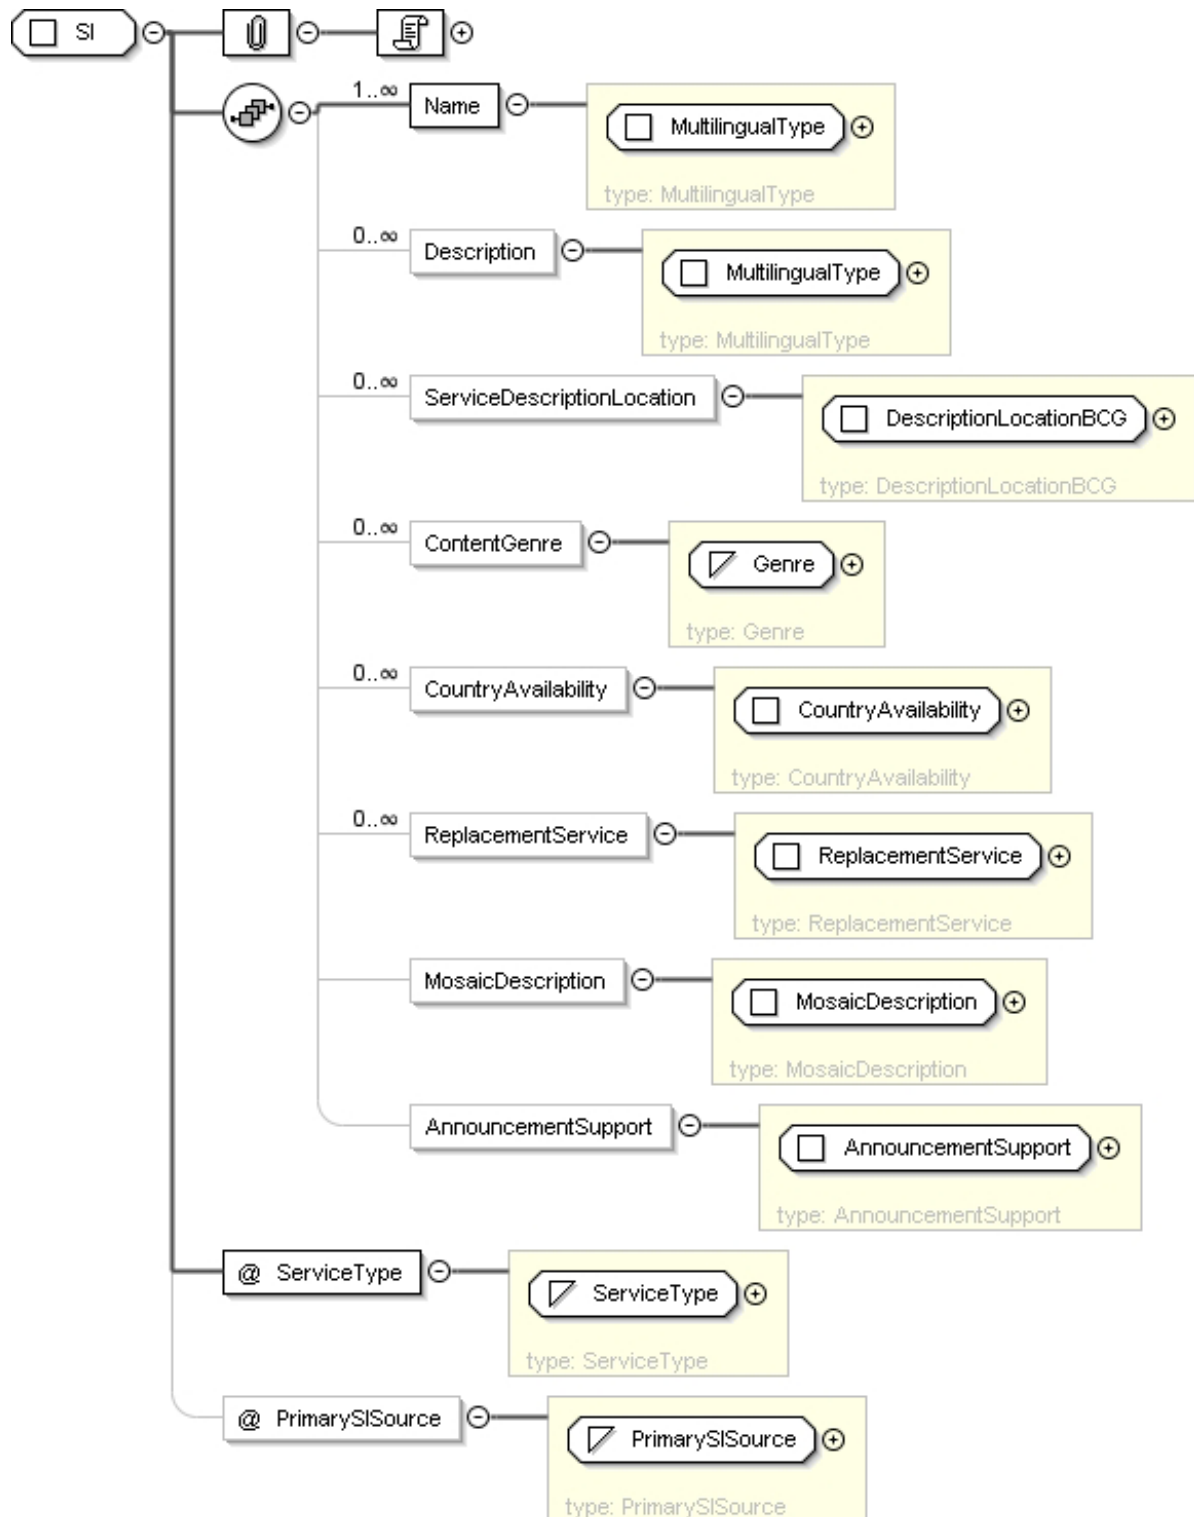 SI
1..∞
Name
MultilingualType
type: MultilingualType
0..∞
Description
MultilingualType
type: MultilingualType
0..∞
ServiceDescriptionLocation
DescriptionLocationBCG
type: DescriptionLocationBCG
0..∞
ContentGenre
Genre
type: Genre
0..∞
CountryAvailability
CountryAvailability
type: CountryAvailability
0..∞
ReplacementService
ReplacementService
type: ReplacementService
MosaicDescription
MosaicDescription
type: MosaicDescription
AnnouncementSupport
AnnouncementSupport
type: AnnouncementSupport
@ ServiceType
ServiceType
type: ServiceType
@ PrimarySISource
PrimarySISource
type: PrimarySISource